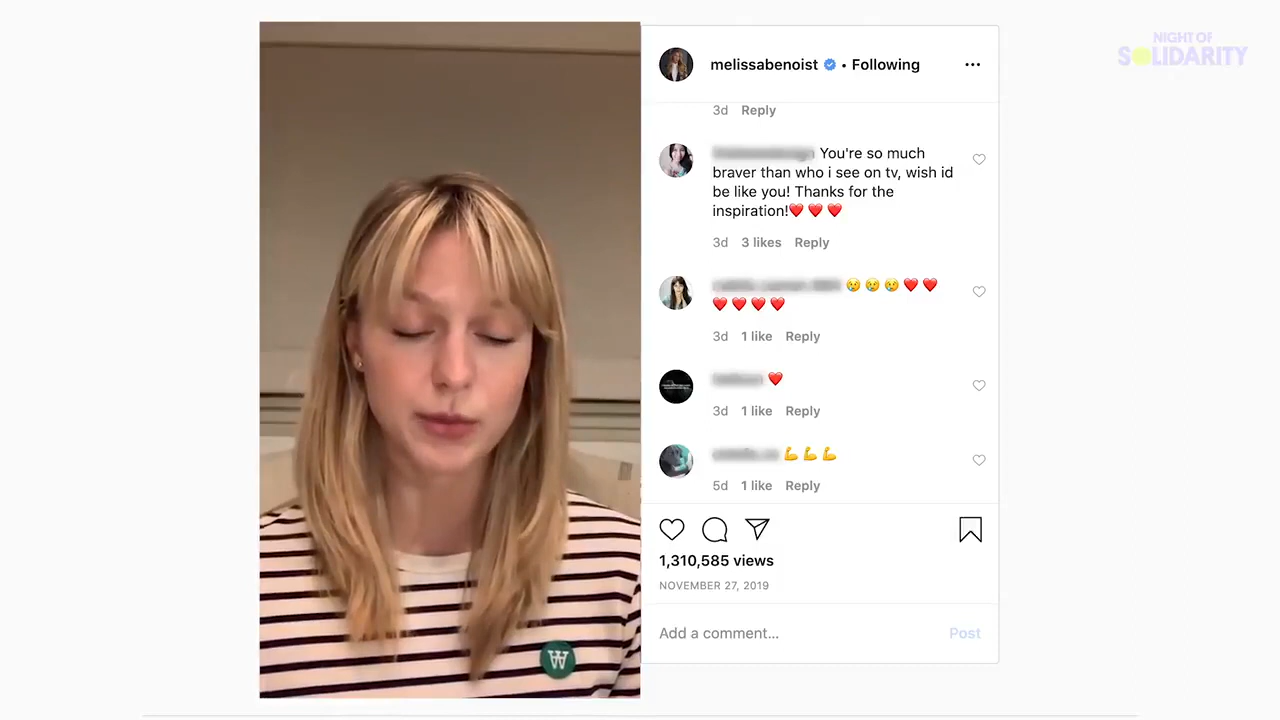 NIGHT OF
SOLIDARITY
melissabenoist • Following
3d Reply
You're so much
braver than who i see on tv, wish id
be like you! Thanks for the
inspiration!❤️ ❤️ ❤️
3d 3 likes Reply
😢 😢 😢 ❤️ ❤️
❤️ ❤️ ❤️ ❤️
3d 1 like Reply
❤️
3d 1 like Reply
💪 💪 💪
5d 1 like Reply
1,310,585 views
NOVEMBER 27, 2019
Add a comment... Post
W